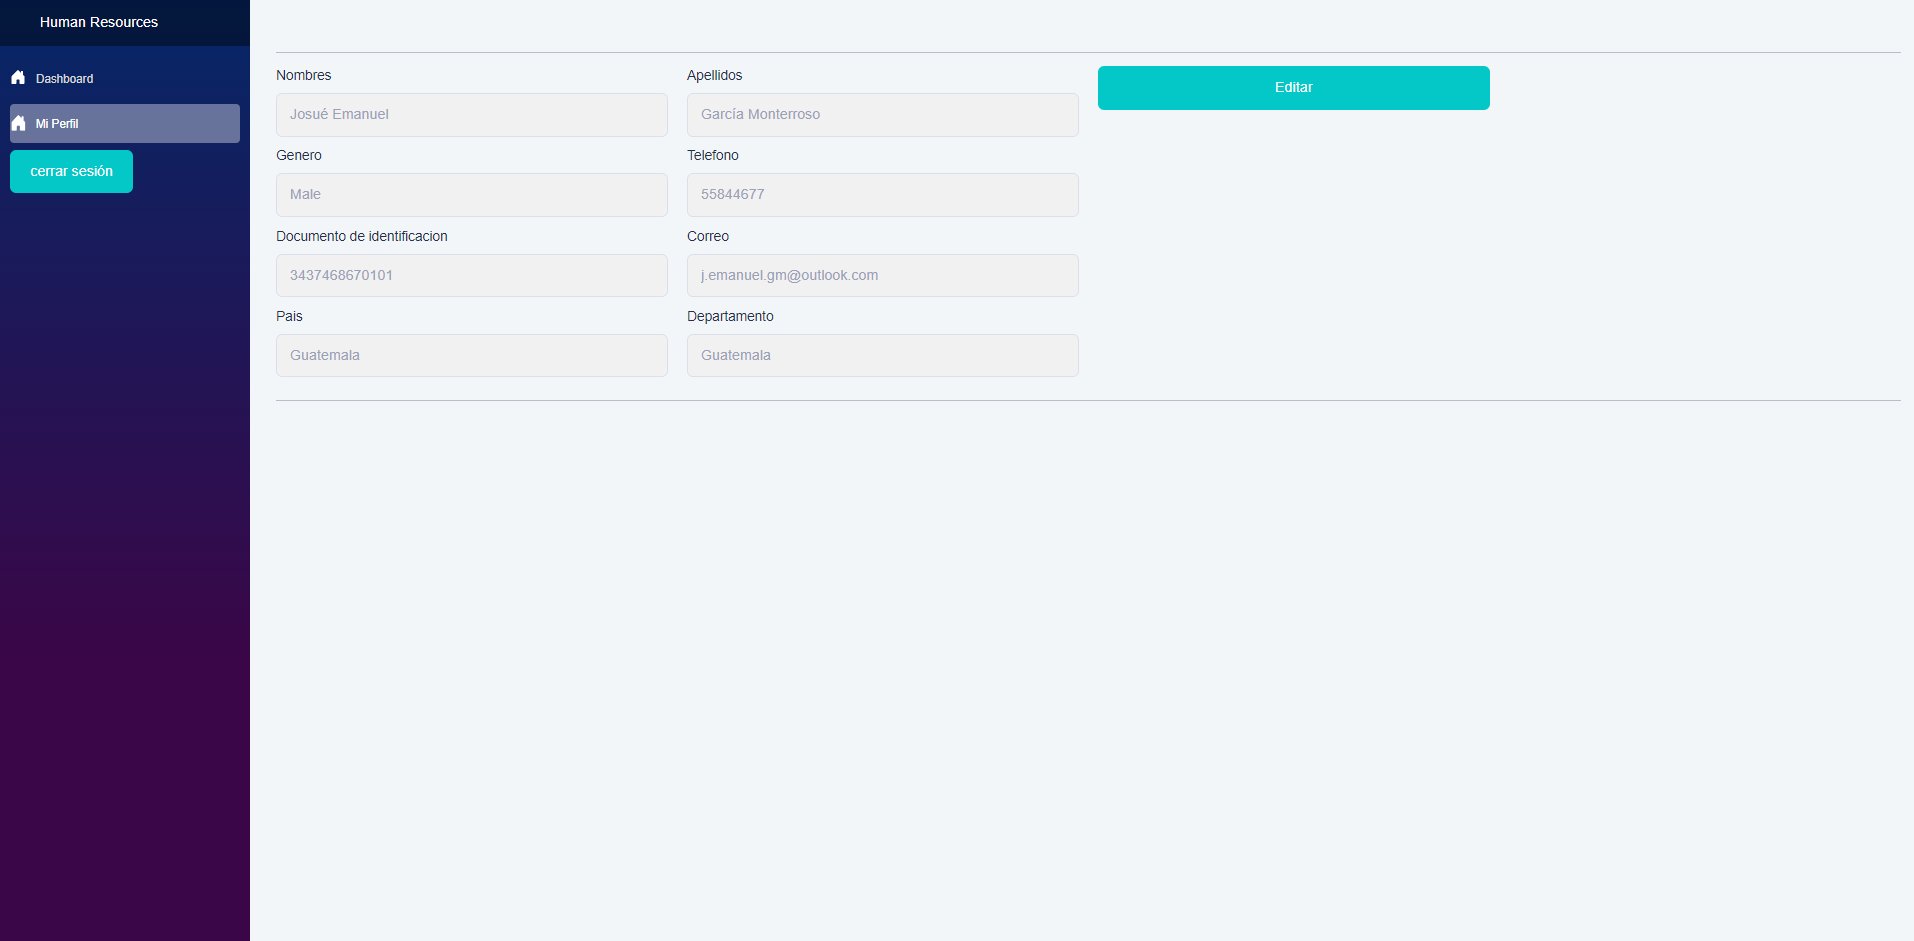 Human Resources
Dashboard
Mi Perfil
cerrar sesión
Nombres
Josué Emanuel
Apellidos
García Monterroso
Editar
Genero
Male
Telefono
55844677
Documento de identificacion
3437468670101
Correo
j.emanuel.gm@outlook.com
Pais
Guatemala
Departamento
Guatemala